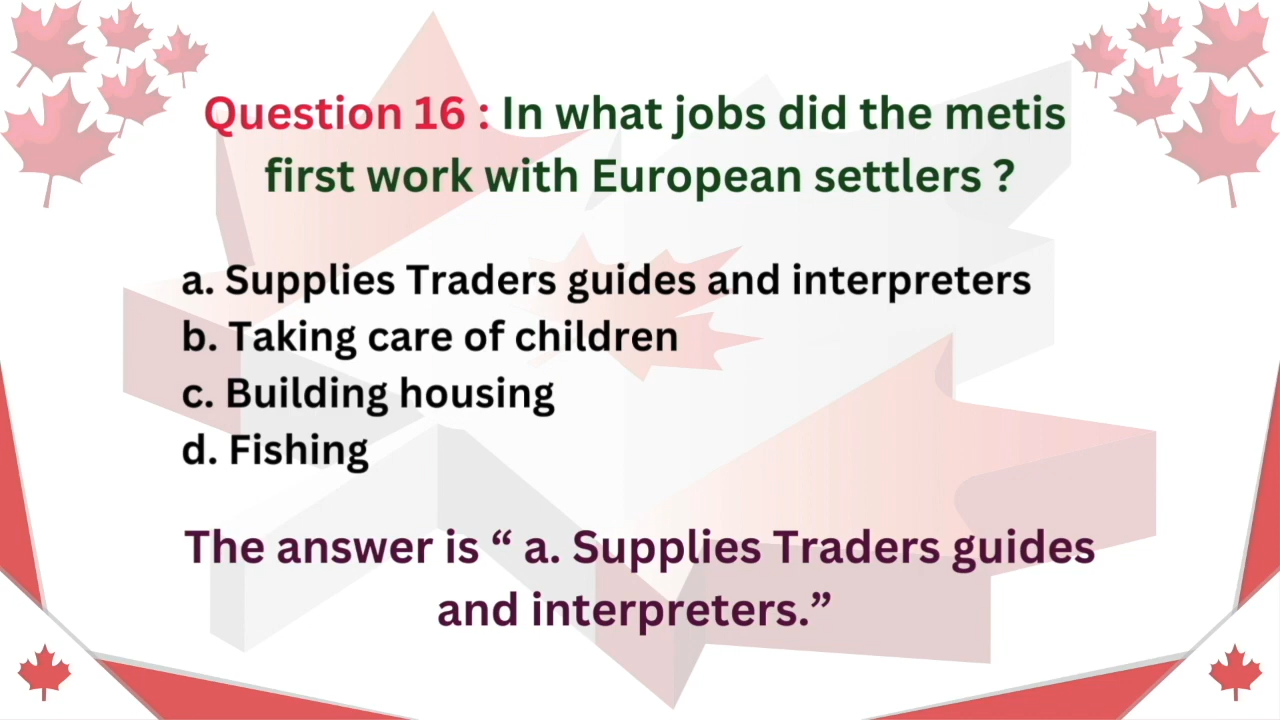 Question 16 : In what jobs did the metis
first work with European settlers ?
a. Supplies Traders guides and interpreters
b. Taking care of children
c. Building housing
d. Fishing
The answer is “ a. Supplies Traders guides
and interpreters.”